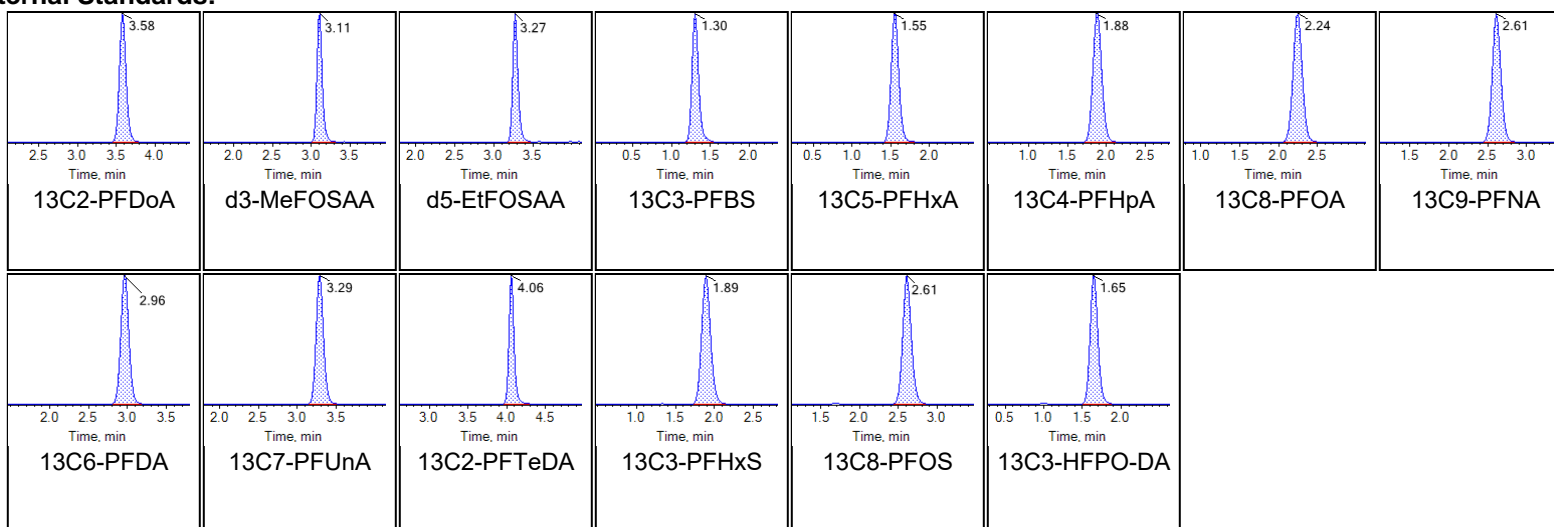 ternal Standards:
3.58
2.5 3.0 3.5 4.0
Time, min
13C2-PFDoA
3.11
2.0 2.5 3.0 3.5
Time, min
d3-MeFOSAA
3.27
2.0 2.5 3.0 3.5
Time, min
d5-EtFOSAA
1.30
0.5 1.0 1.5 2.0
Time, min
13C3-PFBS
1.55
0.5 1.0 1.5 2.0
Time, min
13C5-PFHxA
1.88
1.0 1.5 2.0 2.5
Time, min
13C4-PFHpA
2.24
1.0 1.5 2.0 2.5
Time, min
13C8-PFOA
2.61
1.5 2.0 2.5 3.0
Time, min
13C9-PFNA
2.96
2.0 2.5 3.0 3.5
Time, min
13C6-PFDA
3.29
2.0 2.5 3.0 3.5
Time, min
13C7-PFUnA
4.06
3.0 3.5 4.0 4.5
Time, min
13C2-PFTeDA
1.89
1.0 1.5 2.0 2.5
Time, min
13C3-PFHxS
2.61
1.5 2.0 2.5 3.0
Time, min
13C8-PFOS
1.65
0.5 1.0 1.5 2.0
Time, min
13C3-HFPO-DA